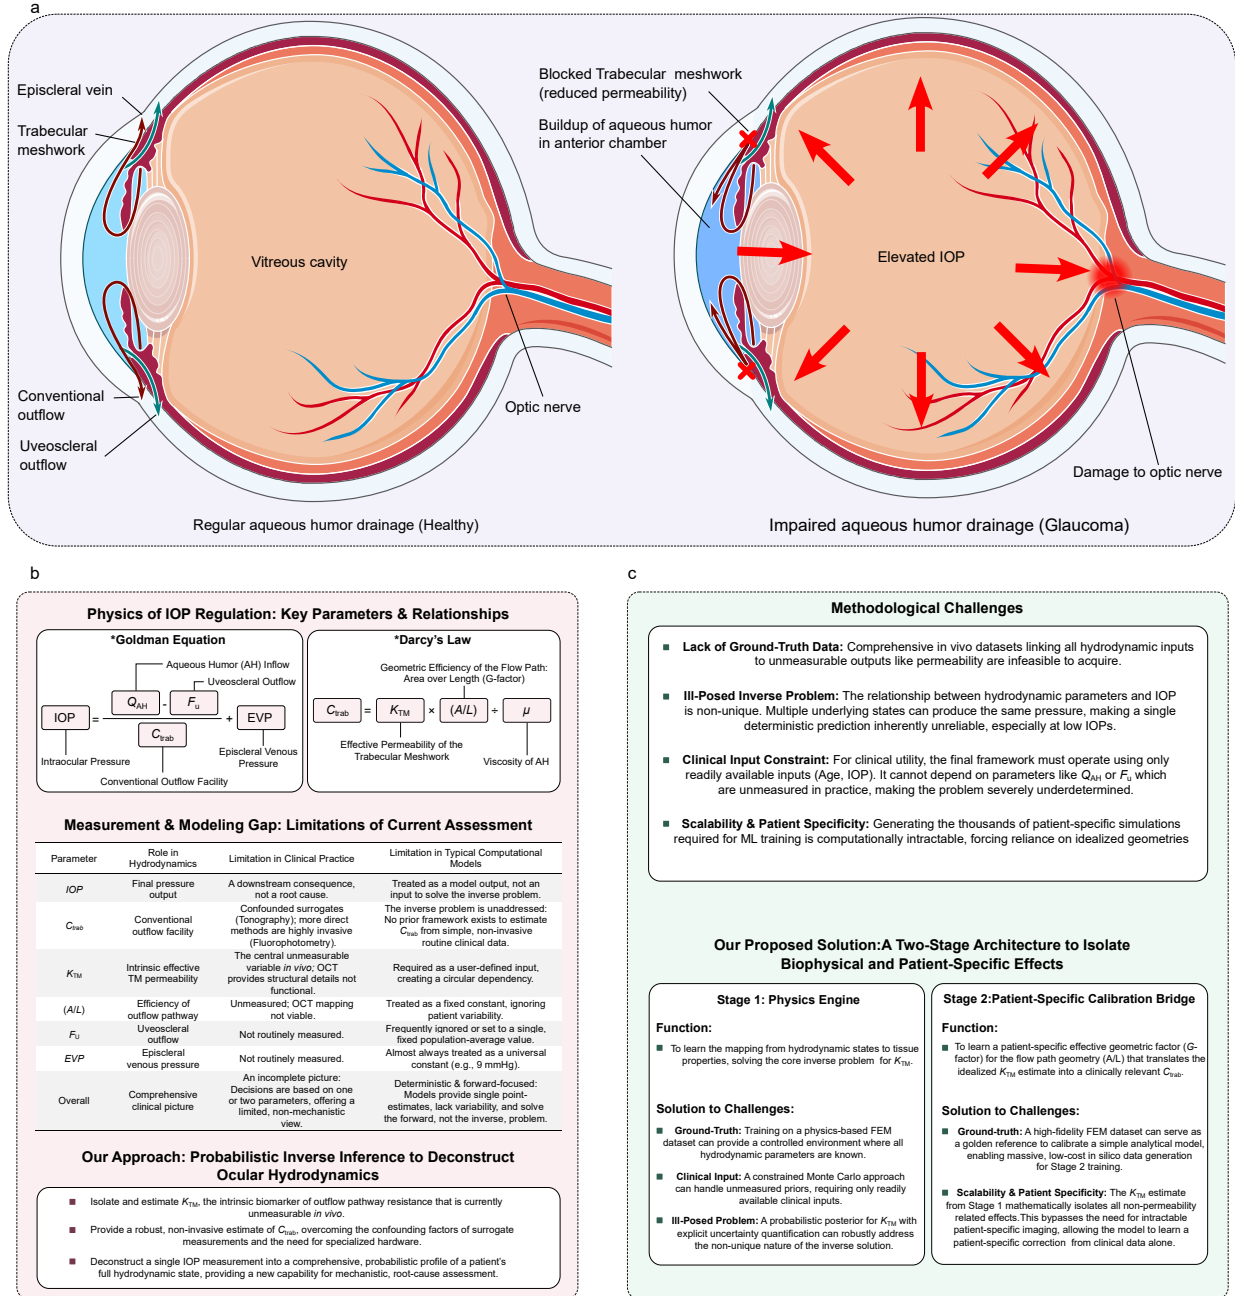 a
Episcleral vein
Trabecular
meshwork
Vitreous cavity
Conventional
outflow
Uveoscleral
outflow
Optic nerve
Regular aqueous humor drainage (Healthy)
Blocked Trabecular meshwork
(reduced permeability)
Buildup of aqueous humor
in anterior chamber
Elevated IOP
Damage to optic nerve
Impaired aqueous humor drainage (Glaucoma)
b
Physics of IOP Regulation: Key Parameters & Relationships
*Goldman Equation
Aqueous Humor (AH) Inflow
Uveoscleral Outflow
IOP = Q_AH - F_u / C_trab + EVP
Intraocular Pressure
Episcleral Venous
Pressure
Conventional Outflow Facility
*Darcy's Law
Geometric Efficiency of the Flow Path:
Area over Length (G-factor)
C_trab = K_TM × (A/L) ÷ μ
Effective Permeability of the
Trabecular Meshwork
Viscosity of AH
Measurement & Modeling Gap: Limitations of Current Assessment
Parameter
Role in
Hydrodynamics
Limitation in Clinical Practice
Limitation in Typical Computational
Models
IOP
Final pressure
output
A downstream consequence,
not a root cause.
Treated as a model output, not an
input to solve the inverse problem.
C_trab
Conventional
outflow facility
Confounded surrogates
(Tonography); more direct
methods are highly invasive
(Fluorophotometry).
The inverse problem is unaddressed:
No prior framework exists to estimate
C_trab from simple, non-invasive
routine clinical data.
K_TM
Intrinsic effective
TM permeability
The central unmeasurable
variable in vivo; OCT
provides structural details not
functional.
Required as a user-defined input,
creating a circular dependency.
(A/L)
Efficiency of
outflow pathway
Unmeasured; OCT mapping
not viable.
Treated as a fixed constant, ignoring
patient variability.
F_U
Uveoscleral
outflow
Not routinely measured.
Frequently ignored or set to a single,
fixed population-average value.
EVP
Episcleral
venous pressure
Not routinely measured.
Almost always treated as a universal
constant (e.g., 9 mmHg).
Overall
Comprehensive
clinical picture
An incomplete picture:
Decisions are based on one
or two parameters, offering a
limited, non-mechanistic
view.
Deterministic & forward-focused:
Models provide single point-
estimates, lack variability, and solve
the forward, not the inverse, problem.
Our Approach: Probabilistic Inverse Inference to Deconstruct
Ocular Hydrodynamics
■ Isolate and estimate K_TM, the intrinsic biomarker of outflow pathway resistance that is currently
unmeasurable in vivo.
■ Provide a robust, non-invasive estimate of C_trab, overcoming the confounding factors of surrogate
measurements and the need for specialized hardware.
■ Deconstruct a single IOP measurement into a comprehensive, probabilistic profile of a patient's
full hydrodynamic state, providing a new capability for mechanistic, root-cause assessment.
c
Methodological Challenges
■ Lack of Ground-Truth Data: Comprehensive in vivo datasets linking all hydrodynamic inputs
to unmeasurable outputs like permeability are infeasible to acquire.
■ Ill-Posed Inverse Problem: The relationship between hydrodynamic parameters and IOP
is non-unique. Multiple underlying states can produce the same pressure, making a single
deterministic prediction inherently unreliable, especially at low IOPs.
■ Clinical Input Constraint: For clinical utility, the final framework must operate using only
readily available inputs (Age, IOP). It cannot depend on parameters like Q_AH or F_u which
are unmeasured in practice, making the problem severely underdetermined.
■ Scalability & Patient Specificity: Generating the thousands of patient-specific simulations
required for ML training is computationally intractable, forcing reliance on idealized geometries
Our Proposed Solution:A Two-Stage Architecture to Isolate
Biophysical and Patient-Specific Effects
Stage 1: Physics Engine
Function:
■ To learn the mapping from hydrodynamic states to tissue
properties, solving the core inverse problem for K_TM.
Solution to Challenges:
■ Ground-Truth: Training on a physics-based FEM
dataset can provide a controlled environment where all
hydrodynamic parameters are known.
■ Clinical Input: A constrained Monte Carlo approach
can handle unmeasured priors, requiring only readily
available clinical inputs.
■ Ill-Posed Problem: A probabilistic posterior for K_TM with
explicit uncertainty quantification can robustly address
the non-unique nature of the inverse solution.
Stage 2:Patient-Specific Calibration Bridge
Function:
■ To learn a patient-specific effective geometric factor (G-
factor) for the flow path geometry (A/L) that translates the
idealized K_TM estimate into a clinically relevant C_trab.
Solution to Challenges:
■ Ground-truth: A high-fidelity FEM dataset can serve as
a golden reference to calibrate a simple analytical model,
enabling massive, low-cost in silico data generation
for Stage 2 training.
■ Scalability & Patient Specificity: The K_TM estimate
from Stage 1 mathematically isolates all non-permeability
related effects.This bypasses the need for intractable
patient-specific imaging, allowing the model to learn a
patient-specific correction from clinical data alone.